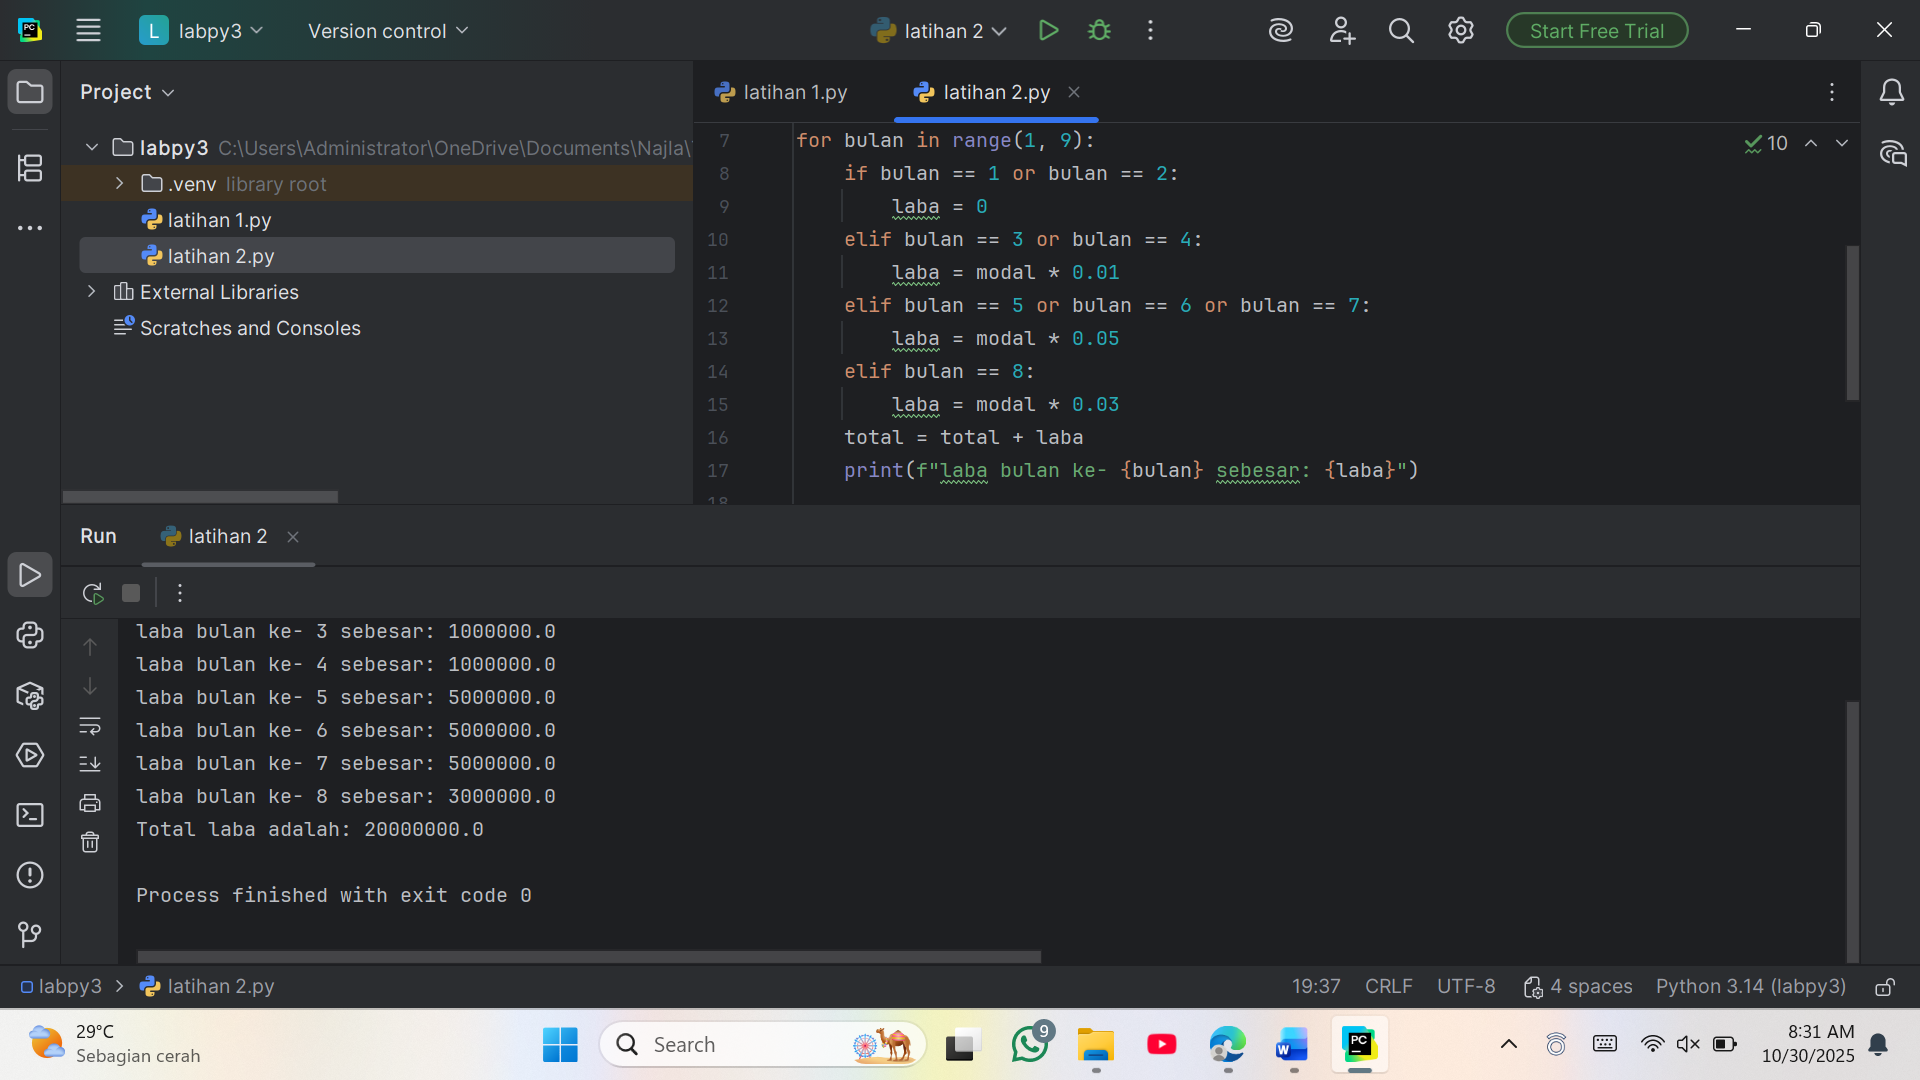 PC
L labpy3
Version control
latihan 2
Start Free Trial
Project
labpy3 C:\Users\Administrator\OneDrive\Documents\Najla\
.venv library root
latihan 1.py
latihan 2.py
External Libraries
Scratches and Consoles
latihan 1.py
latihan 2.py
10
7 for bulan in range(1, 9):
8 if bulan == 1 or bulan == 2:
9 laba = 0
10 elif bulan == 3 or bulan == 4:
11 laba = modal * 0.01
12 elif bulan == 5 or bulan == 6 or bulan == 7:
13 laba = modal * 0.05
14 elif bulan == 8:
15 laba = modal * 0.03
16 total = total + laba
17 print(f"laba bulan ke- {bulan} sebesar: {laba}")
18
Run
latihan 2
laba bulan ke- 3 sebesar: 1000000.0
laba bulan ke- 4 sebesar: 1000000.0
laba bulan ke- 5 sebesar: 5000000.0
laba bulan ke- 6 sebesar: 5000000.0
laba bulan ke- 7 sebesar: 5000000.0
laba bulan ke- 8 sebesar: 3000000.0
Total laba adalah: 20000000.0
Process finished with exit code 0
labpy3 > latihan 2.py
19:37 CRLF UTF-8 4 spaces Python 3.14 (labpy3)
29°C
Sebagian cerah
Search
9
W
PC
8:31 AM
10/30/2025